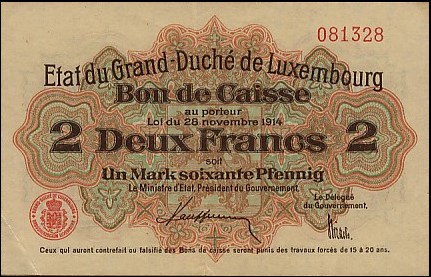 081328
Etat du Grand-Duché de Luxembourg
Bon de Caisse
au porteur
Loi du 28 novembre 1914
2 Deux Francs 2
soit
Un Mark soixante Pfennig
Le Ministre d'Etat, Président du Gouvernement,
Le Délégué
du Gouvernement,
Ceux qui auront contrefait ou falsifié des Bons de caisse seront punis des travaux forcés de 15 à 20 ans.